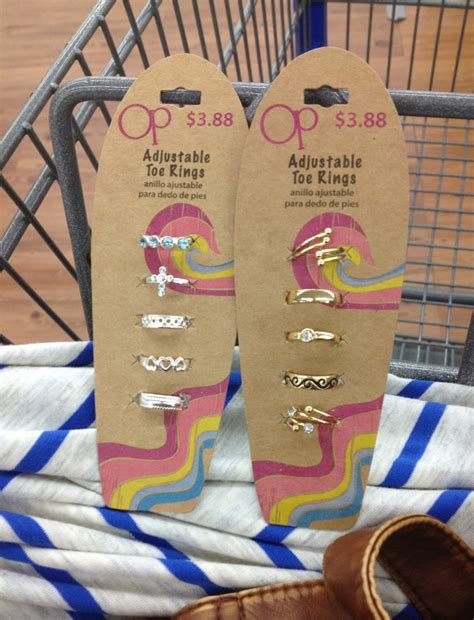 Op $3.88
Adjustable
Toe Rings
anillo ajustable
para dedo de pies
Op $3.88
Adjustable
Toe Rings
anillo ajustable
para dedo de pies